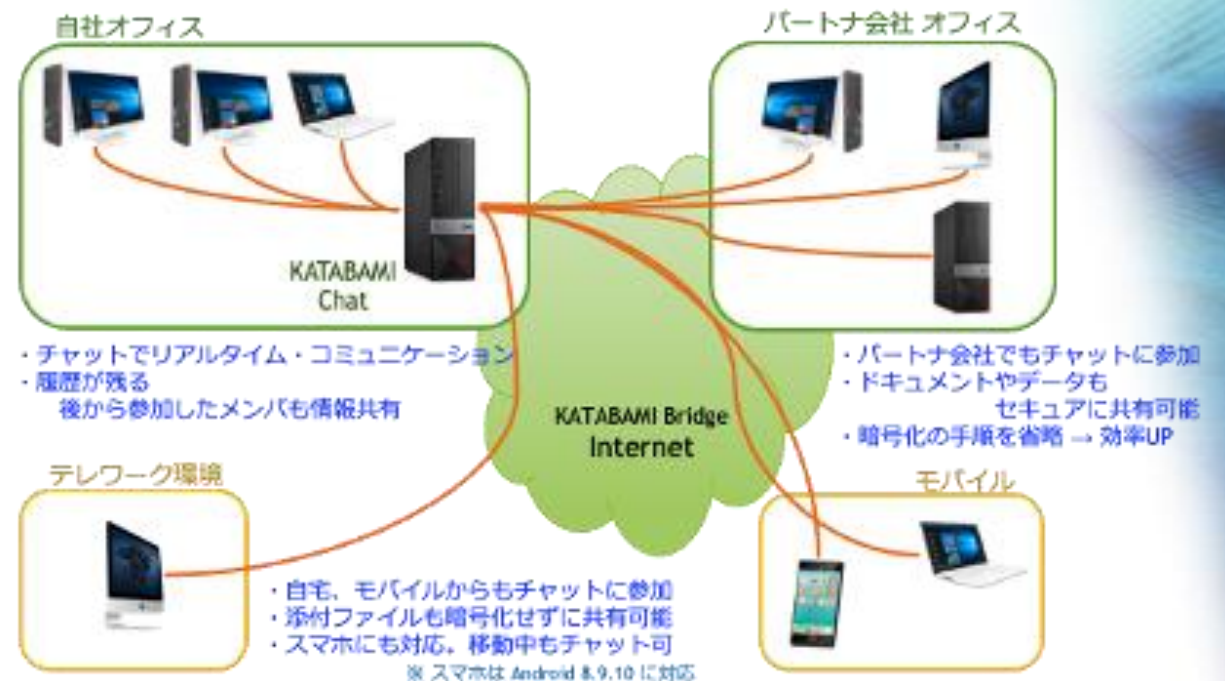 自社オフィス
パートナ会社 オフィス
KATABAMI
Chat
・チャットでリアルタイム・コミュニケーション
・履歴が残る
後から参加したメンバも情報共有
・パートナ会社でもチャットに参加
・ドキュメントやデータも
セキュアに共有可能
・暗号化の手順を省略 → 効率UP
KATABAMI Bridge
Internet
テレワーク環境
モバイル
・自宅、モバイルからもチャットに参加
・添付ファイルも暗号化せずに共有可能
・スマホにも対応。移動中もチャット可
※ スマホは Android 8.9.10 に対応